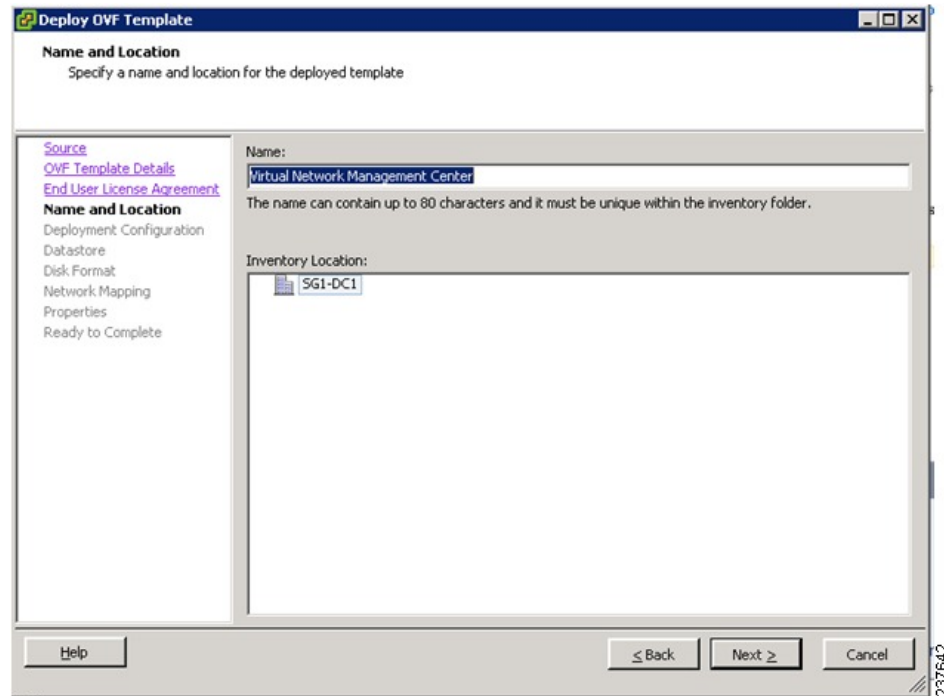 Deploy OVF Template
Name and Location
Specify a name and location for the deployed template
Source
OVF Template Details
End User License Agreement
Name and Location
Deployment Configuration
Datastore
Disk Format
Network Mapping
Properties
Ready to Complete
Name:
Virtual Network Management Center
The name can contain up to 80 characters and it must be unique within the inventory folder.
Inventory Location:
SG1-DC1
Help
≤ Back
Next ≥
Cancel
237642